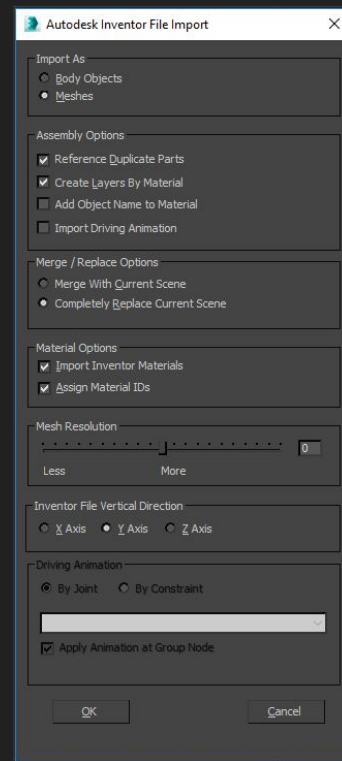 Autodesk Inventor File Import
Import As
Body Objects
Meshes
Assembly Options
Reference Duplicate Parts
Create Layers By Material
Add Object Name to Material
Import Driving Animation
Merge / Replace Options
Merge With Current Scene
Completely Replace Current Scene
Material Options
Import Inventor Materials
Assign Material IDs
Mesh Resolution
0
Less More
Inventor File Vertical Direction
X Axis Y Axis Z Axis
Driving Animation
By Joint By Constraint
Apply Animation at Group Node
OK Cancel